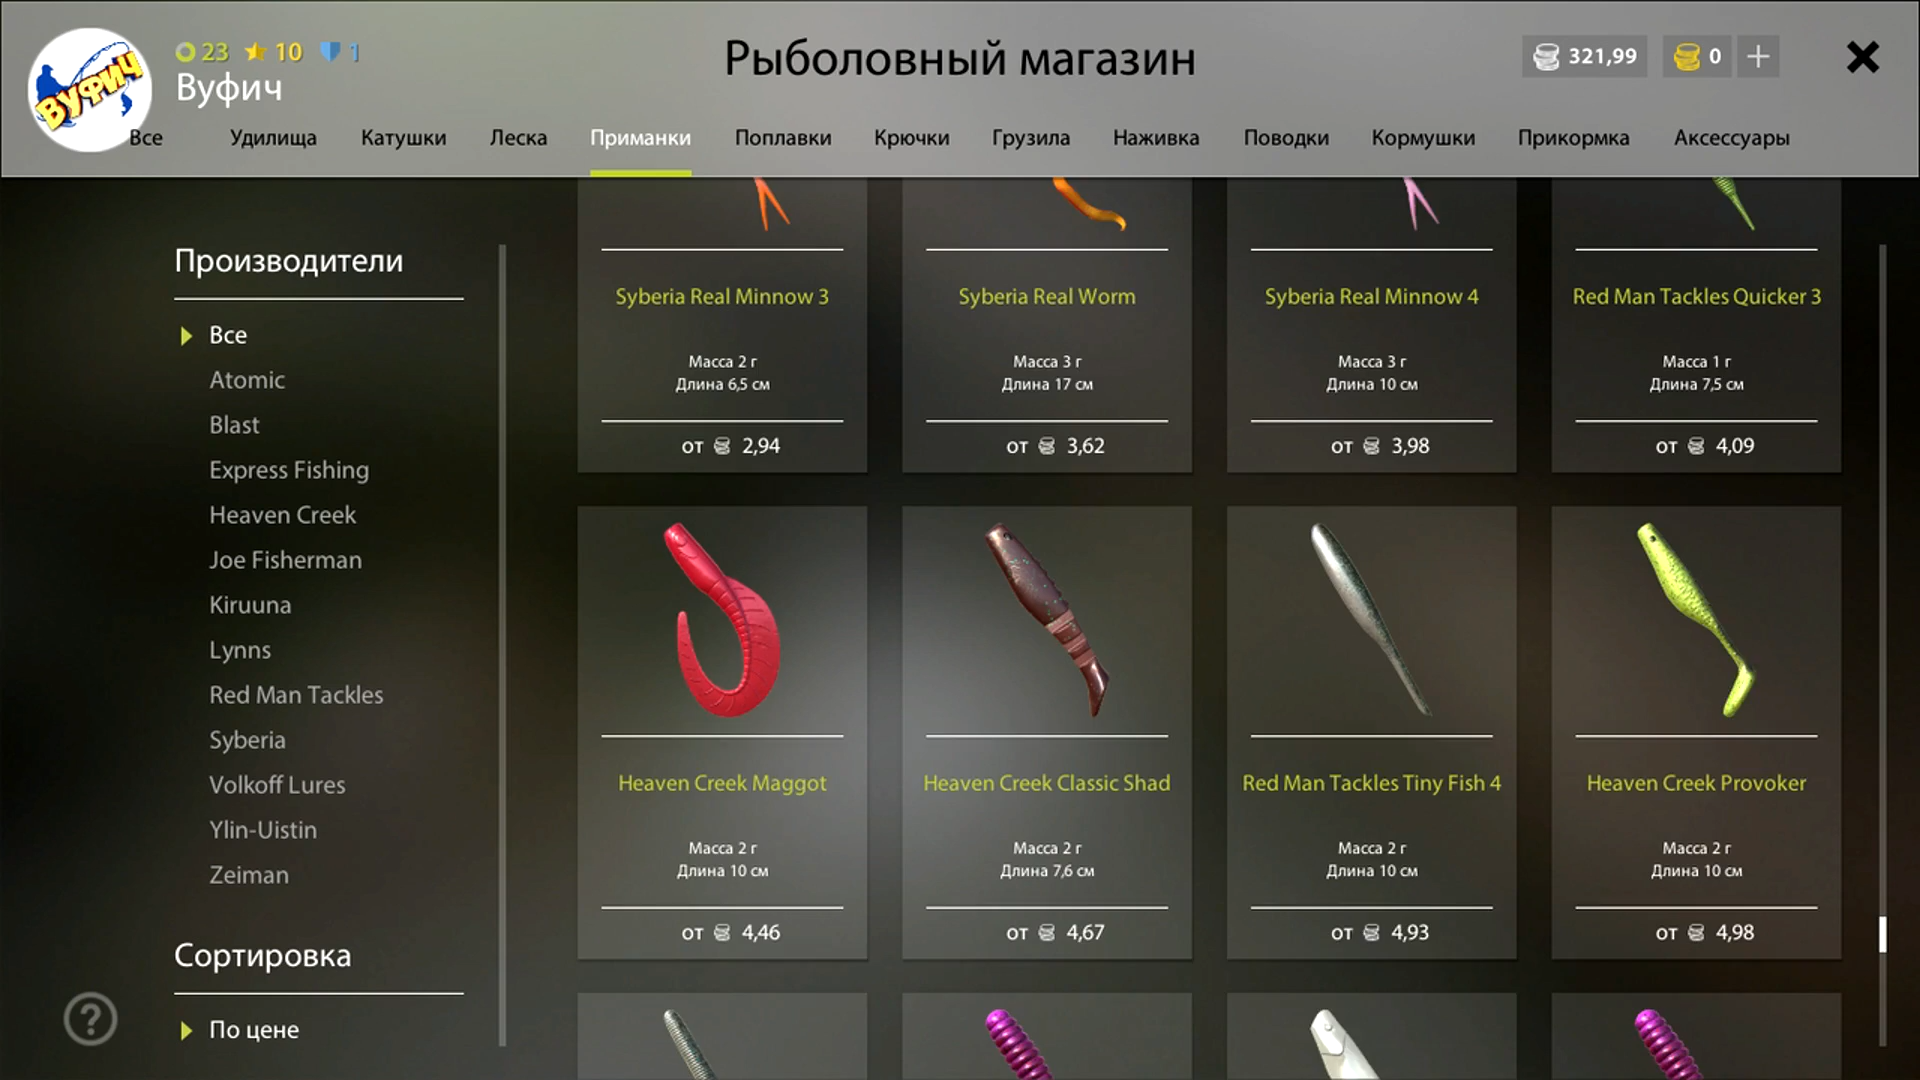 23 10 1
Вуфич
ВУФИЧ
Рыболовный магазин
321,99
0
Все Удилища Катушки Леска Приманки Поплавки Крючки Грузила Наживка Поводки Кормушки Прикормка Аксессуары
Производители
Все
Atomic
Blast
Express Fishing
Heaven Creek
Joe Fisherman
Kiruuna
Lynns
Red Man Tackles
Syberia
Volkoff Lures
Ylin-Uistin
Zeiman
Сортировка
По цене
?
Syberia Real Minnow 3
Масса 2 г
Длина 6,5 см
от 2,94
Syberia Real Worm
Масса 3 г
Длина 17 см
от 3,62
Syberia Real Minnow 4
Масса 3 г
Длина 10 см
от 3,98
Red Man Tackles Quicker 3
Масса 1 г
Длина 7,5 см
от 4,09
Heaven Creek Maggot
Масса 2 г
Длина 10 см
от 4,46
Heaven Creek Classic Shad
Масса 2 г
Длина 7,6 см
от 4,67
Red Man Tackles Tiny Fish 4
Масса 2 г
Длина 10 см
от 4,93
Heaven Creek Provoker
Масса 2 г
Длина 10 см
от 4,98